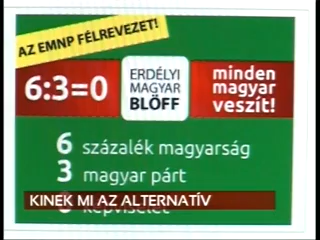 AZ EMNP FÉLREVEZET!
6:3=0
ERDÉLYI
MAGYAR
BLÖFF
minden
magyar
veszít!
6 százalék magyarság
3 magyar párt
képviselet
KINEK MI AZ ALTERNATÍV